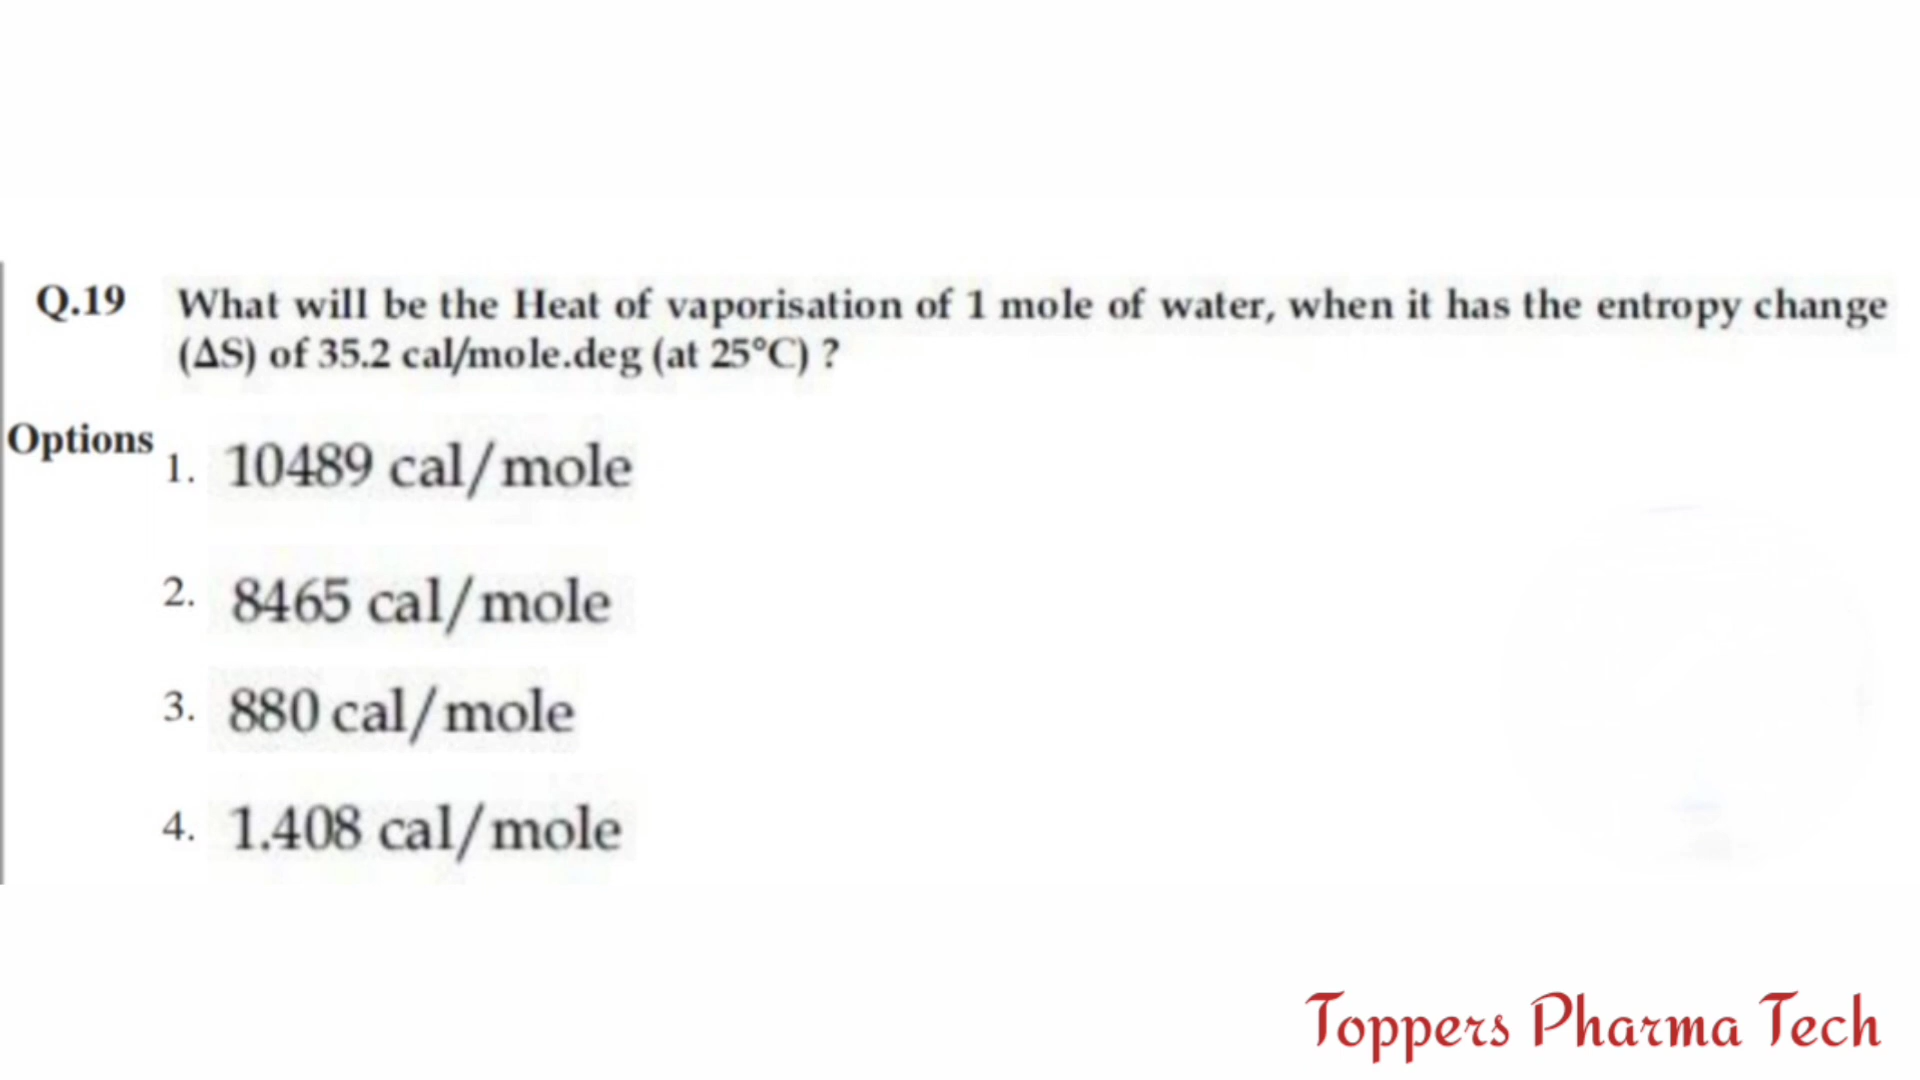 Q.19 What will be the Heat of vaporisation of 1 mole of water, when it has the entropy change
(ΔS) of 35.2 cal/mole.deg (at 25°C) ?
Options
1. 10489 cal/mole
2. 8465 cal/mole
3. 880 cal/mole
4. 1.408 cal/mole
Toppers Pharma Tech